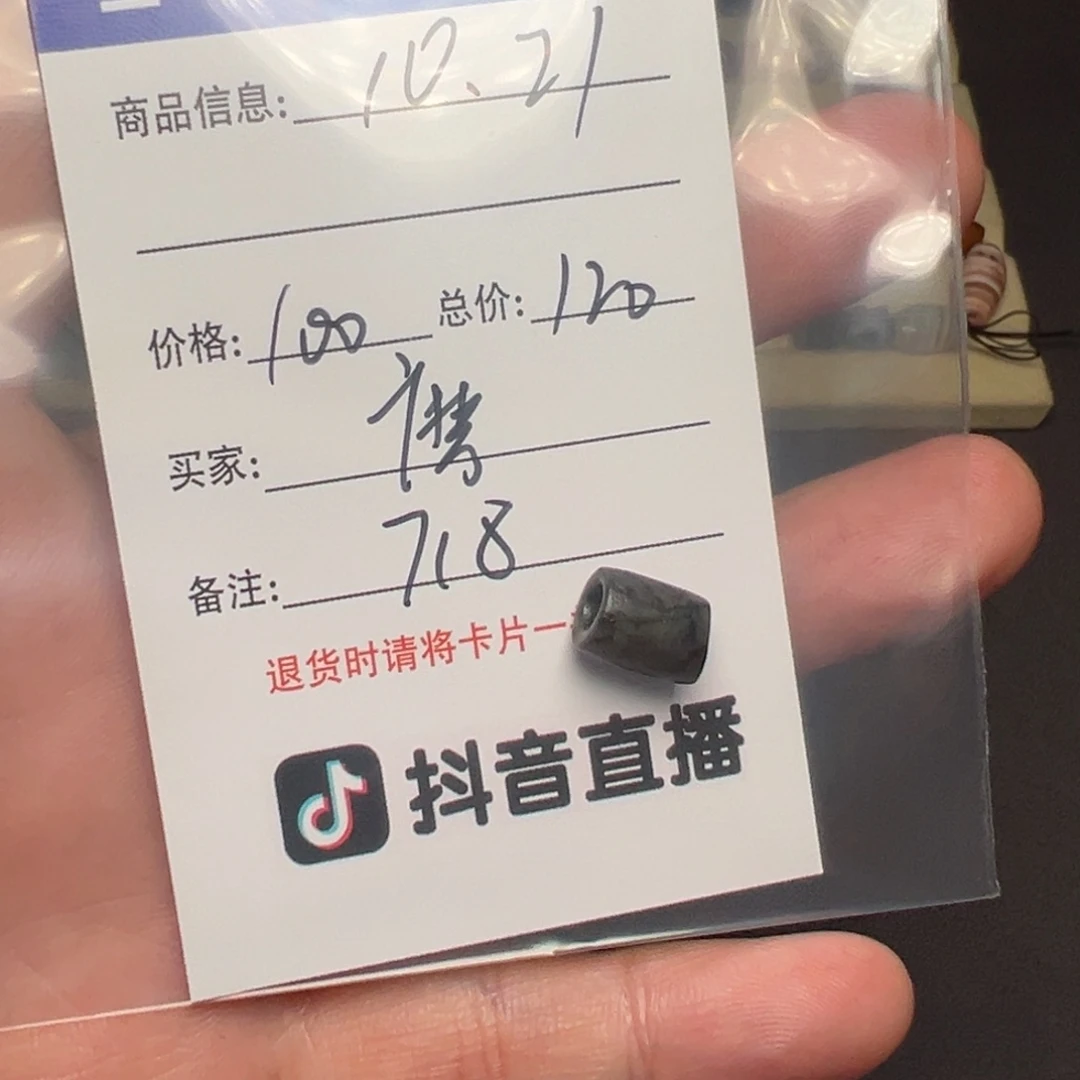 商品信息: 10、21
价格: 100 总价: 120
买家:
备注: 718
退货时请将卡片一
抖音直播